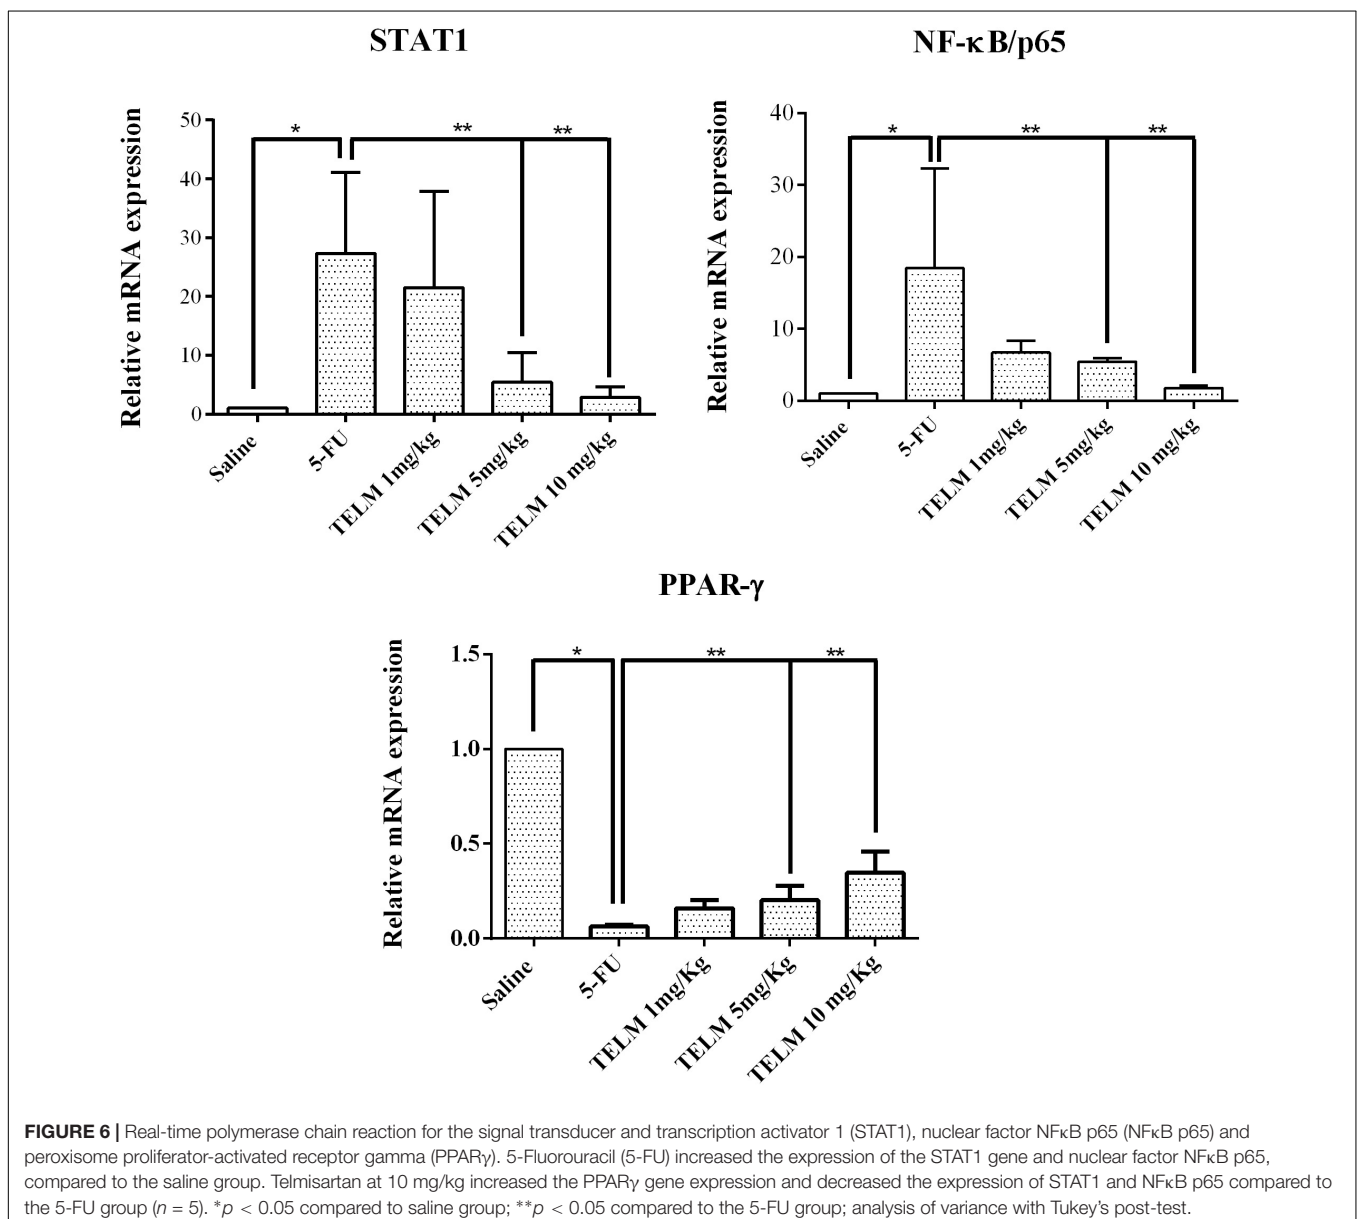 STAT1
Relative mRNA expression
50
40
30
20
10
0
* ** **
Saline
5-FU
TELM 1mg/kg
TELM 5mg/kg
TELM 10 mg/kg
NF-κB/p65
Relative mRNA expression
40
30
20
10
0
* ** **
Saline
5-FU
TELM 1mg/kg
TELM 5mg/kg
TELM 10 mg/kg
PPAR-γ
Relative mRNA expression
1.5
1.0
0.5
0.0
* ** **
Saline
5-FU
TELM 1mg/Kg
TELM 5mg/Kg
TELM 10 mg/Kg
FIGURE 6 | Real-time polymerase chain reaction for the signal transducer and transcription activator 1 (STAT1), nuclear factor NFκB p65 (NFκB p65) and
peroxisome proliferator-activated receptor gamma (PPARγ). 5-Fluorouracil (5-FU) increased the expression of the STAT1 gene and nuclear factor NFκB p65,
compared to the saline group. Telmisartan at 10 mg/kg increased the PPARγ gene expression and decreased the expression of STAT1 and NFκB p65 compared to
the 5-FU group (n = 5). *p < 0.05 compared to saline group; **p < 0.05 compared to the 5-FU group; analysis of variance with Tukey's post-test.